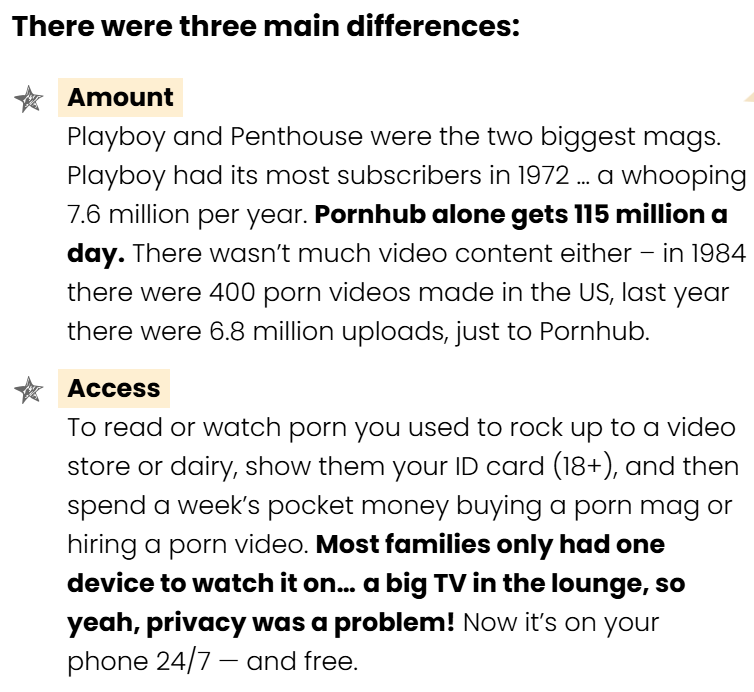 There were three main differences:
Amount
Playboy and Penthouse were the two biggest mags.
Playboy had its most subscribers in 1972 ... a whooping
7.6 million per year. Pornhub alone gets 115 million a
day. There wasn't much video content either – in 1984
there were 400 porn videos made in the US, last year
there were 6.8 million uploads, just to Pornhub.
Access
To read or watch porn you used to rock up to a video
store or dairy, show them your ID card (18+), and then
spend a week's pocket money buying a porn mag or
hiring a porn video. Most families only had one
device to watch it on... a big TV in the lounge, so
yeah, privacy was a problem! Now it's on your
phone 24/7 — and free.